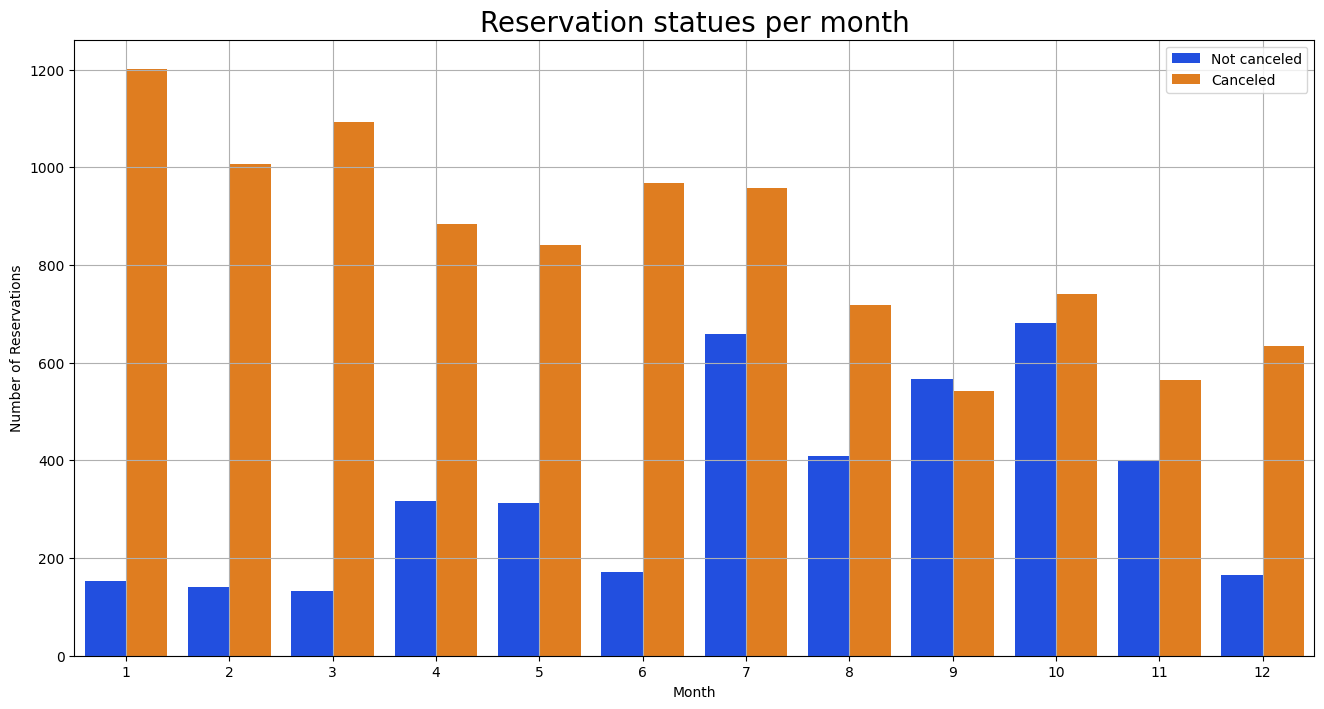 Reservation statues per month
Not canceled
Canceled
Number of Reservations
1200
1000
800
600
400
200
0
1 2 3 4 5 6 7 8 9 10 11 12
Month